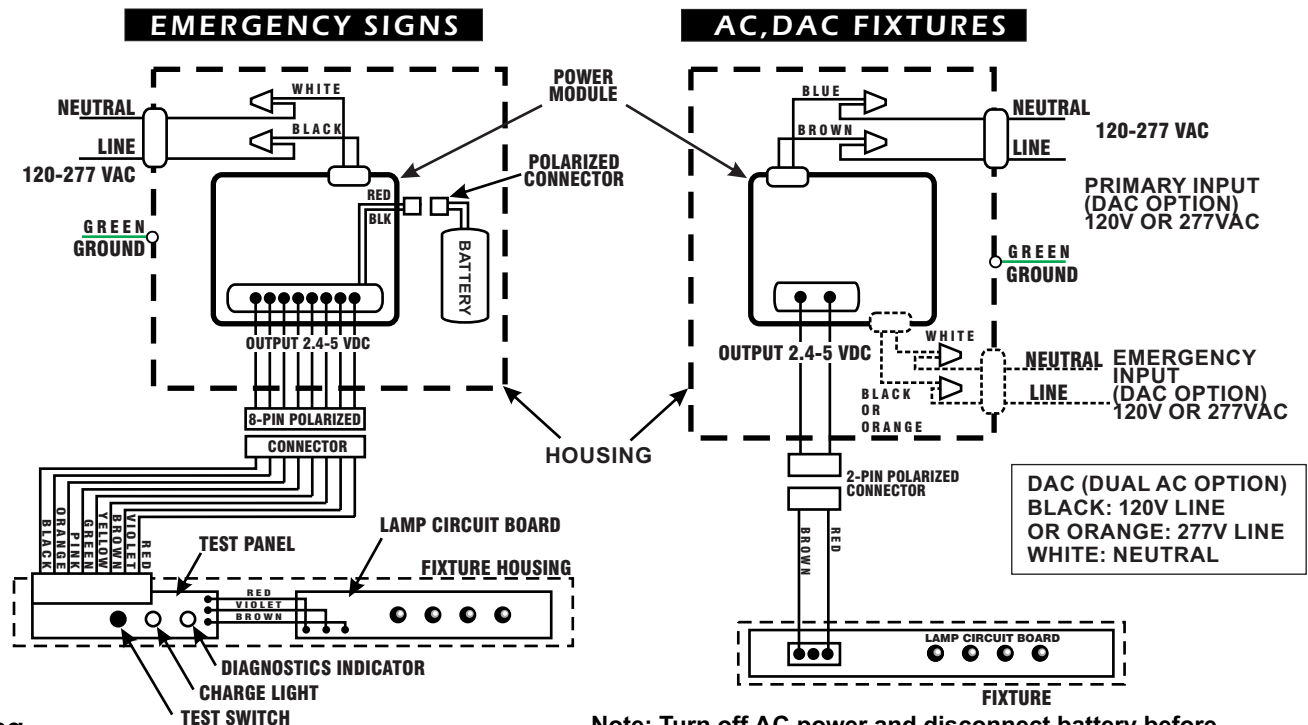 EMERGENCY SIGNS
NEUTRAL
LINE
120-277 VAC
GREEN
GROUND
WHITE
BLACK
POWER
MODULE
POLARIZED
CONNECTOR
RED
BLK
BATTERY
OUTPUT 2.4-5 VDC
8-PIN POLARIZED
CONNECTOR
HOUSING
BLACK
ORANGE
PINK
GREEN
YELLOW
BROWN
VIOLET
RED
TEST PANEL
LAMP CIRCUIT BOARD
FIXTURE HOUSING
RED
VIOLET
BROWN
DIAGNOSTICS INDICATOR
CHARGE LIGHT
TEST SWITCH
AC,DAC FIXTURES
BLUE
BROWN
NEUTRAL
120-277 VAC
LINE
PRIMARY INPUT
(DAC OPTION)
120V OR 277VAC
GREEN
GROUND
OUTPUT 2.4-5 VDC
WHITE
BLACK
OR
ORANGE
NEUTRAL
LINE
EMERGENCY
INPUT
(DAC OPTION)
120V OR 277VAC
2-PIN POLARIZED
CONNECTOR
BROWN
RED
DAC (DUAL AC OPTION)
BLACK: 120V LINE
OR ORANGE: 277V LINE
WHITE: NEUTRAL
LAMP CIRCUIT BOARD
FIXTURE
Note: Turn off AC power and disconnect battery before